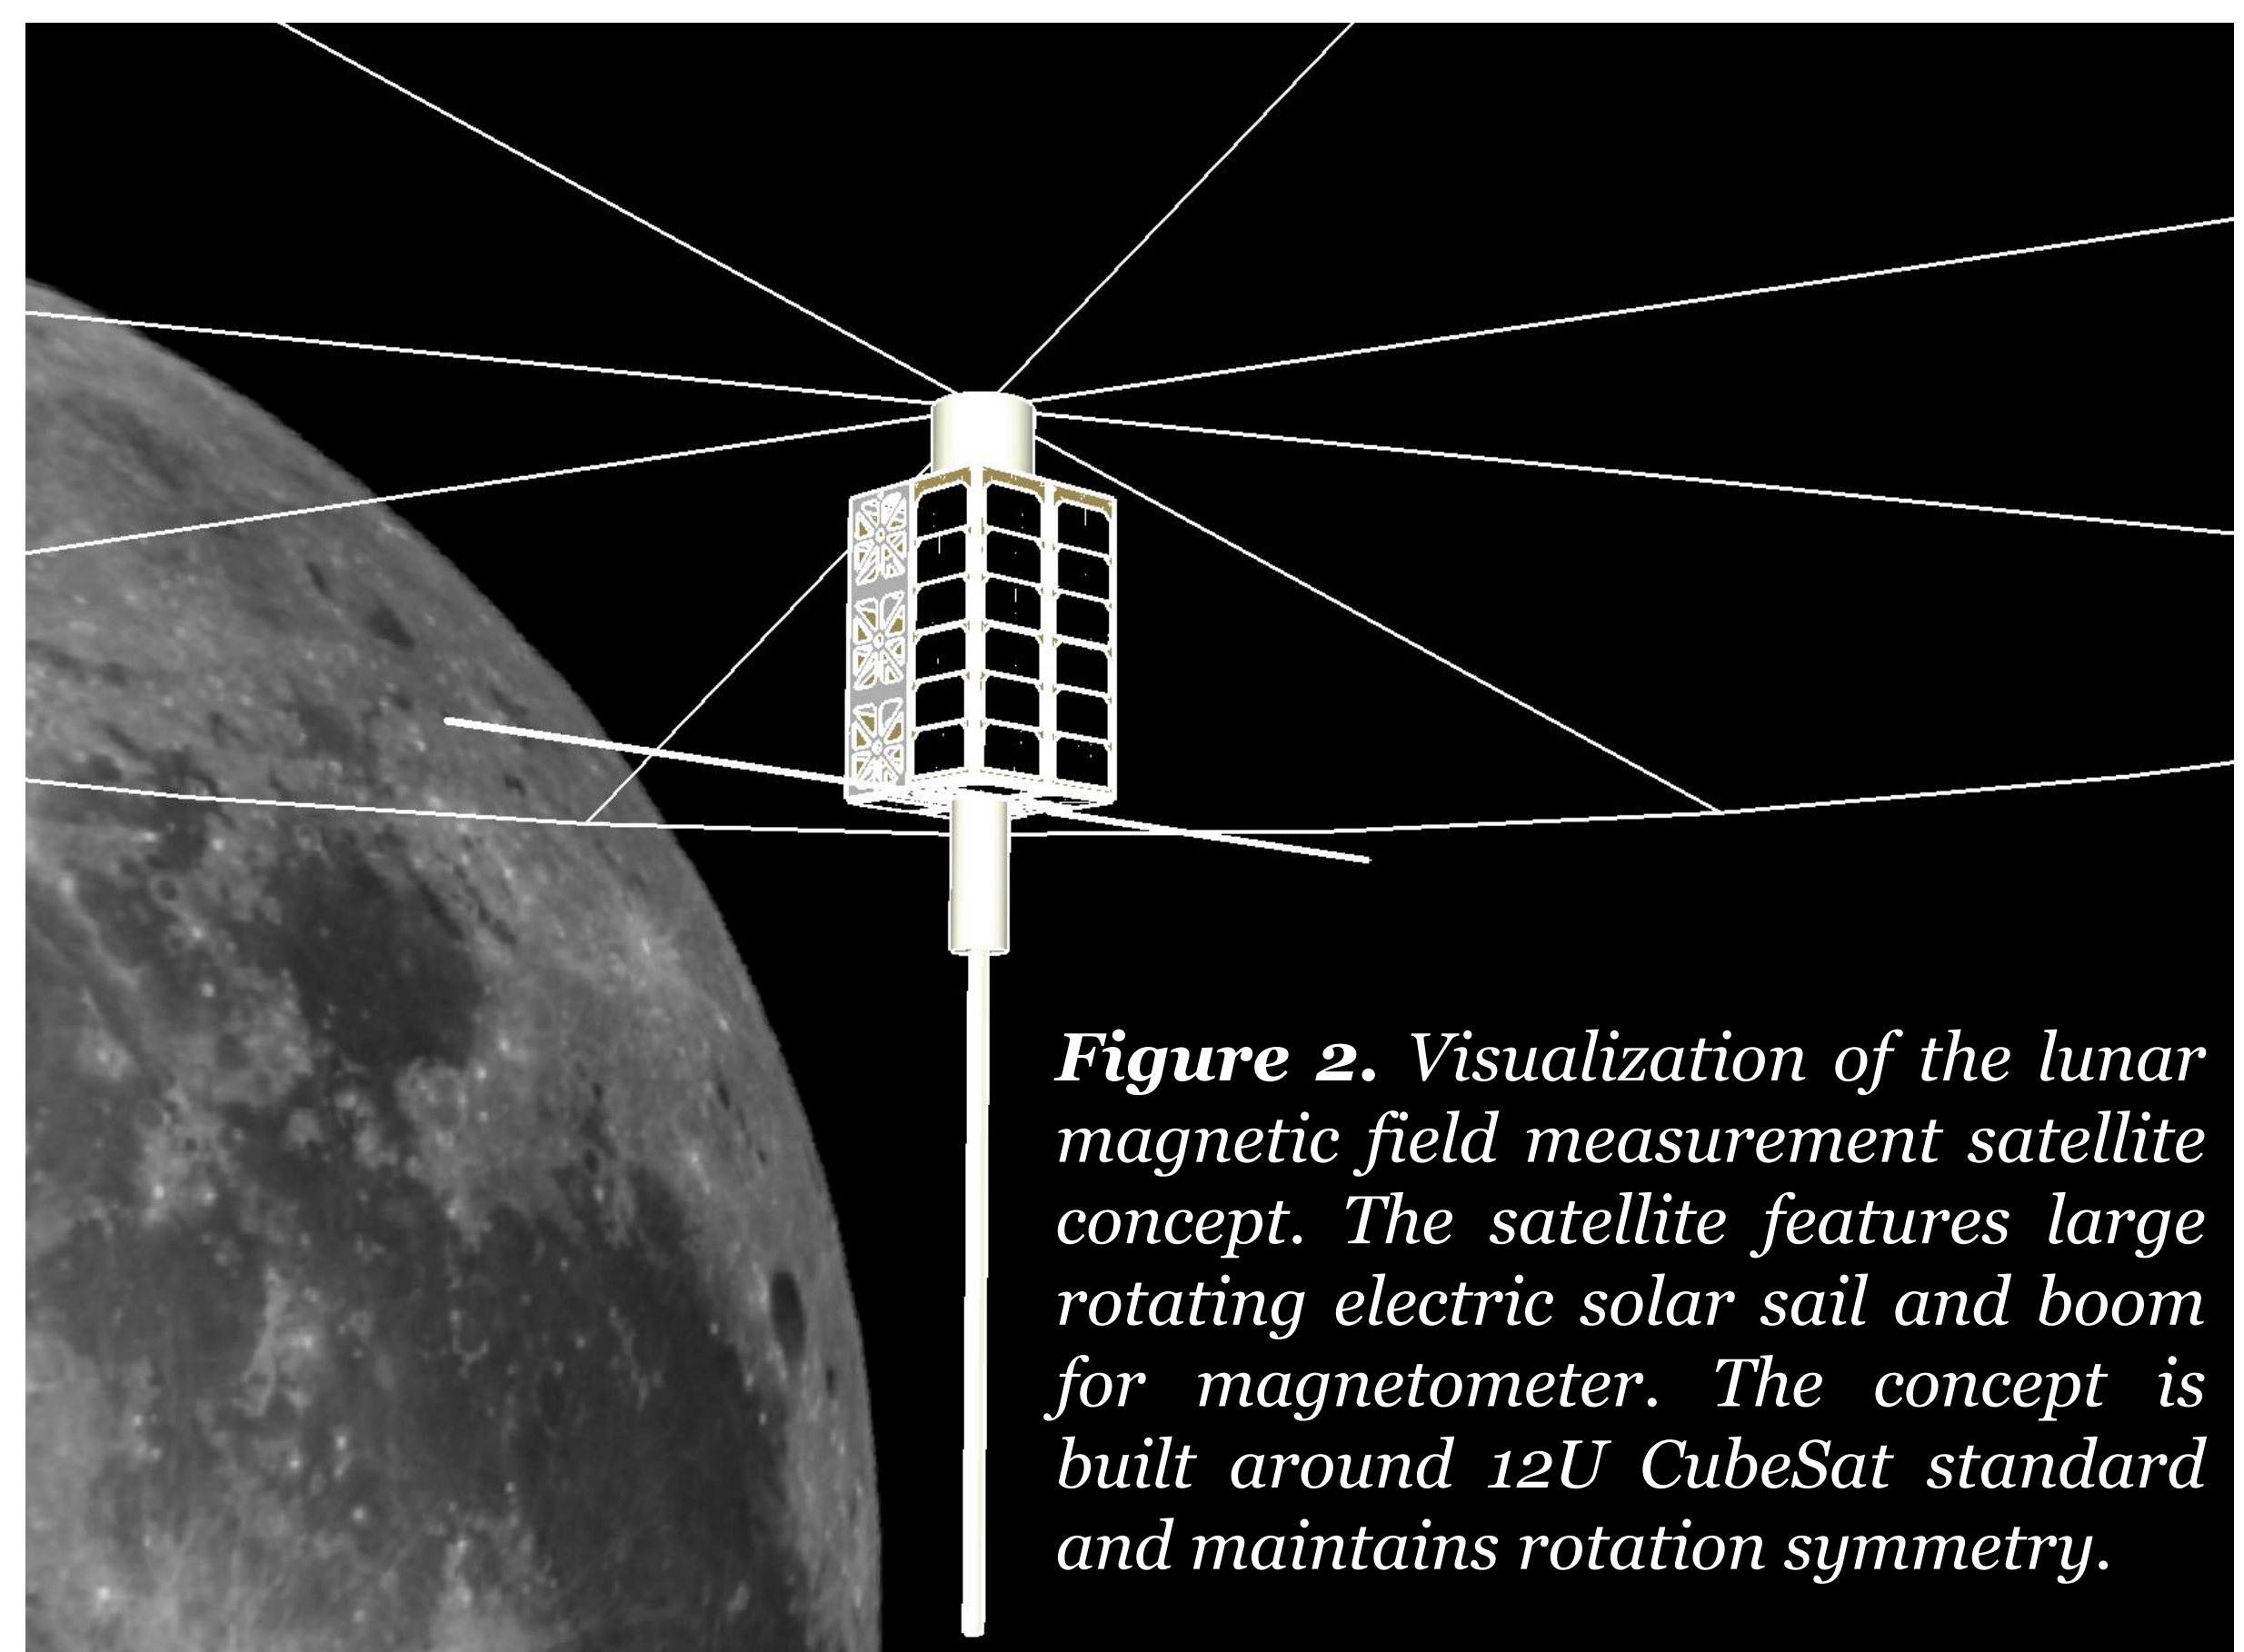 Figure 2. Visualization of the lunar
magnetic field measurement satellite
concept. The satellite features large
rotating electric solar sail and boom
for magnetometer. The concept is
built around 12U CubeSat standard
and maintains rotation symmetry.